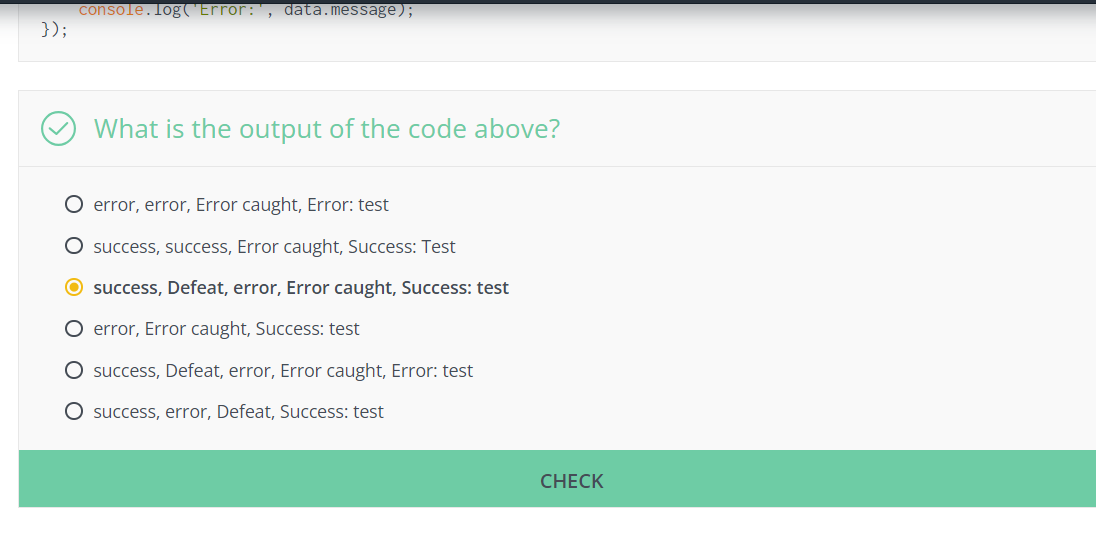 console.log('Error:', data.message);
});
What is the output of the code above?
error, error, Error caught, Error: test
success, success, Error caught, Success: Test
success, Defeat, error, Error caught, Success: test
error, Error caught, Success: test
success, Defeat, error, Error caught, Error: test
success, error, Defeat, Success: test
CHECK